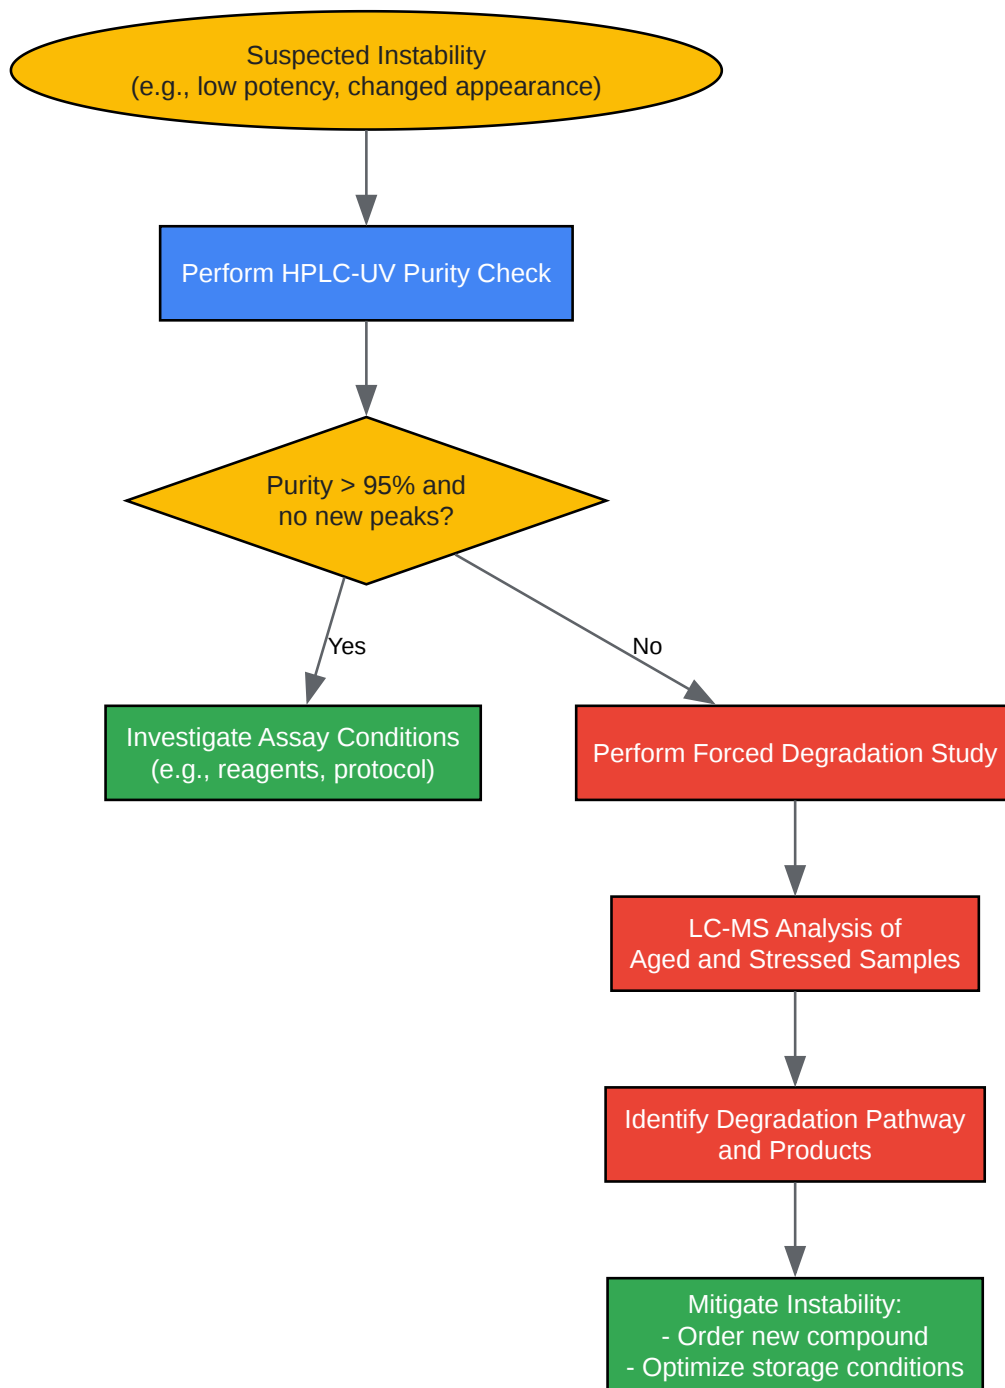 Suspected Instability
(e.g., low potency, changed appearance)
Perform HPLC-UV Purity Check
Purity > 95% and
no new peaks?
Yes
No
Investigate Assay Conditions
(e.g., reagents, protocol)
Perform Forced Degradation Study
LC-MS Analysis of
Aged and Stressed Samples
Identify Degradation Pathway
and Products
Mitigate Instability:
- Order new compound
- Optimize storage conditions